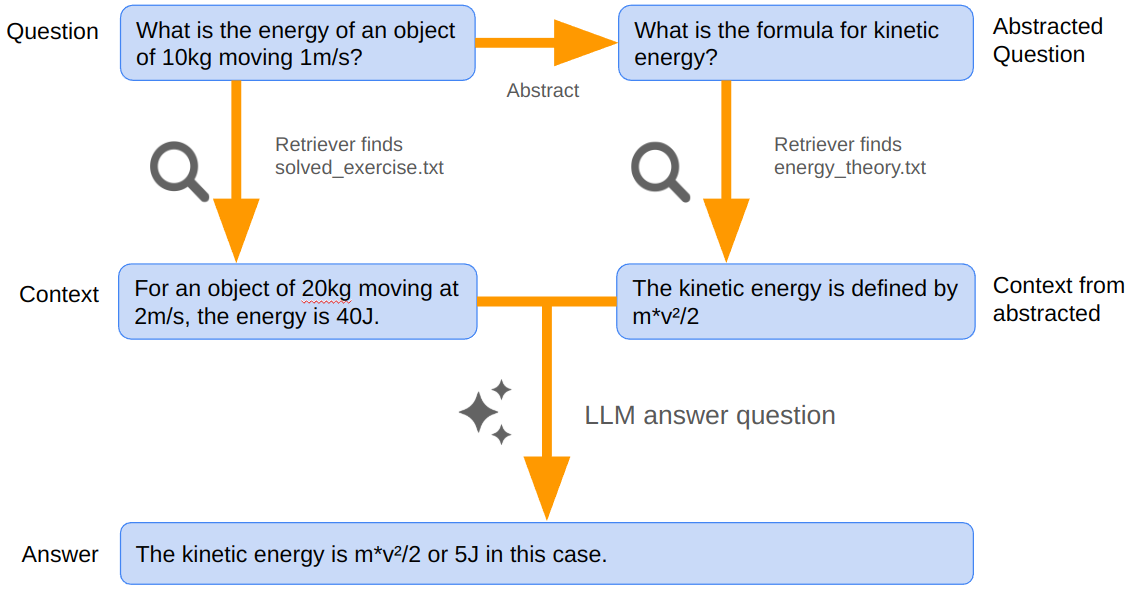 Question
What is the energy of an object
of 10kg moving 1m/s?
Abstract
What is the formula for kinetic
energy?
Abstracted
Question
Retriever finds
solved_exercise.txt
Retriever finds
energy_theory.txt
Context
For an object of 20kg moving at
2m/s, the energy is 40J.
The kinetic energy is defined by
m*v²/2
Context from
abstracted
LLM answer question
Answer
The kinetic energy is m*v²/2 or 5J in this case.